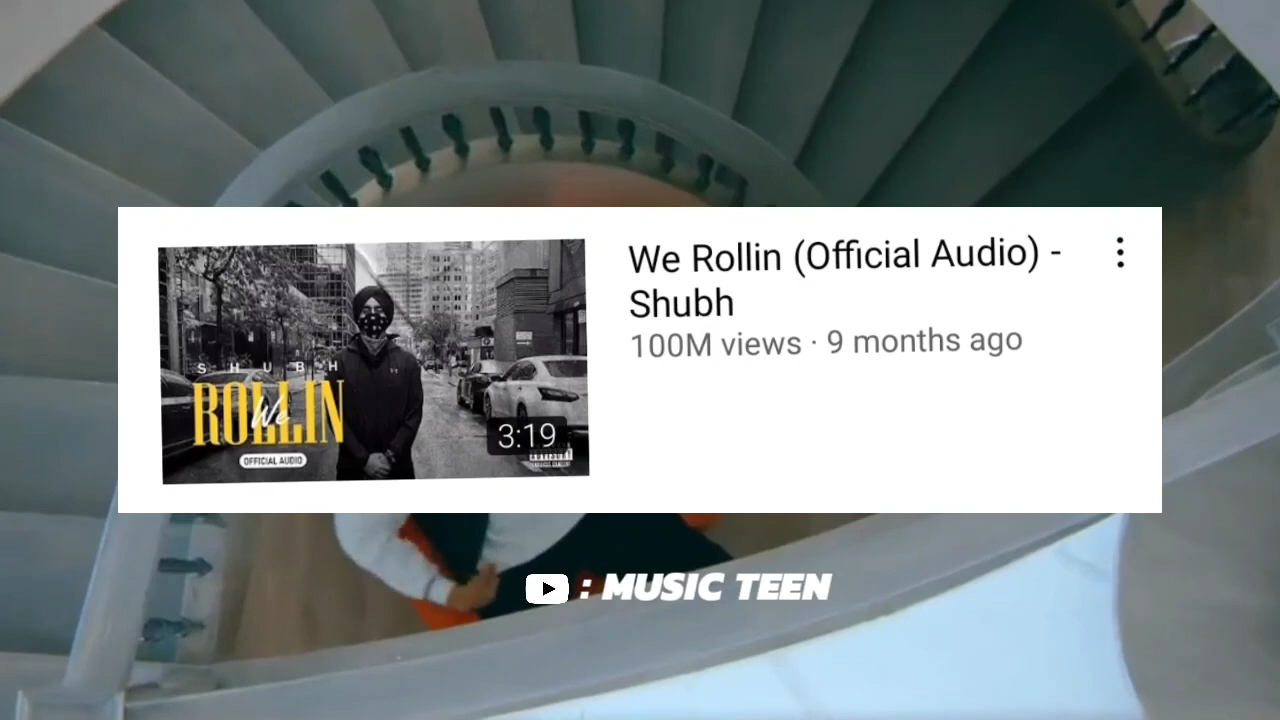 We Rollin (Official Audio) -
Shubh
100M views · 9 months ago
SHUBH
ROLLIN
We
OFFICIAL AUDIO
3:19
: MUSIC TEEN